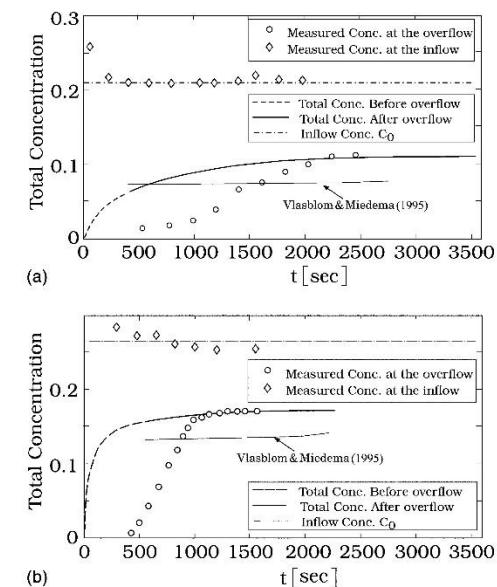 0.3
0.2
0.1
0
Total Concentration
Measured Conc. at the overflow
Measured Conc. at the inflow
Total Conc. Before overflow
Total Conc. After overflow
Inflow Conc. C0
Vlasblom & Miedema (1995)
0 500 1000 1500 2000 2500 3000 3500
(a)
t [sec]
0.2
0.1
0
Total Concentration
Measured Conc. at the overflow
Measured Conc. at the inflow
Vlasblom & Miedema (1995)
Total Conc. Before overflow
Total Conc. After overflow
Inflow Conc. C0
0 500 1000 1500 2000 2500 3000 3500
(b)
t [sec]